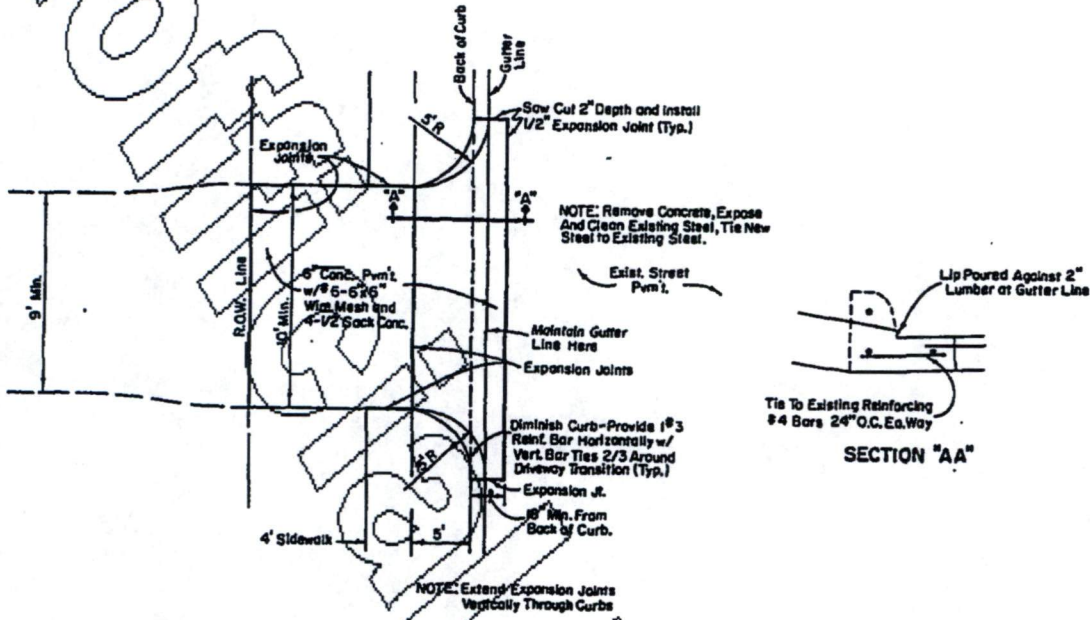 Back of Curb
Gutter
Line
Saw Cut 2" Depth and Install
1/2" Expansion Joint (Typ.)
5' R
Expansion
Joints
"A"
"A"
NOTE: Remove Concrete, Expose
And Clean Existing Steel, Tie New
Steel to Existing Steel.
Exist. Street
Pvm't.
Lip Poured Against 2"
Lumber at Gutter Line
9' Min.
R.O.W. Line
10' Min.
6" Conc. Pvm't.
w/# 6-6"x6"
Wire Mesh and
4-1/2 Sack Conc.
Maintain Gutter
Line Here
Expansion Joints
Tie To Existing Reinforcing
#4 Bars 24" O.C. Ea. Way
SECTION "AA"
Diminish Curb-Provide 1#3
Reinf. Bar Horizontally w/
Vert. Bar Ties 2/3 Around
Driveway Transition (Typ.)
Expansion Jt.
18" Min. From
Back of Curb.
4' Sidewalk
5'
NOTE: Extend Expansion Joints
Vertically Through Curbs